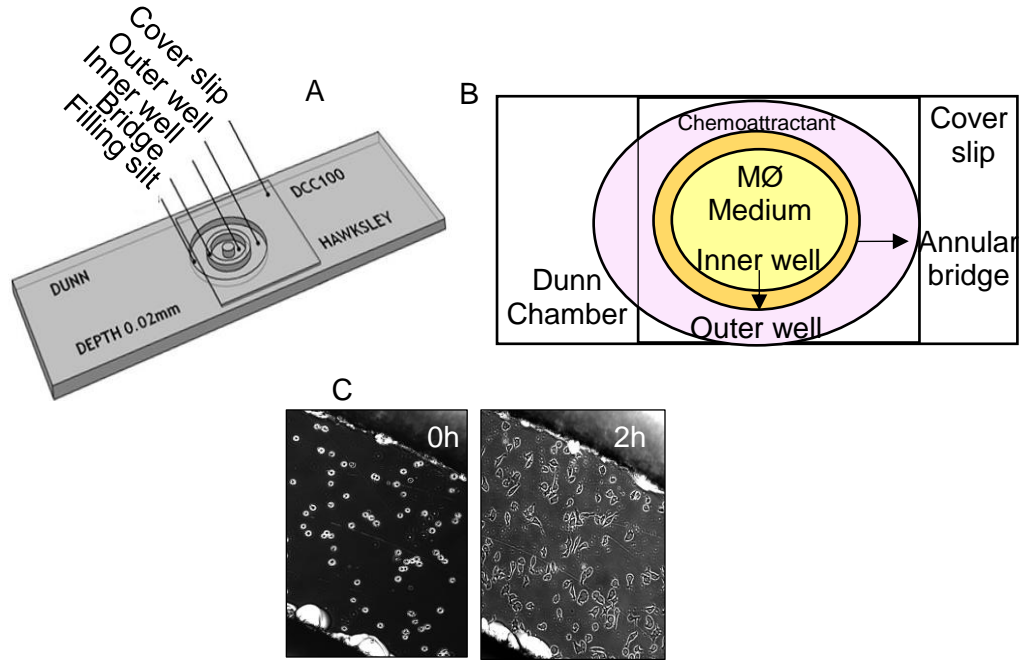 A
Cover slip
Outer well
Inner well
Bridge
Filling silt
DCC100
HAWKSLEY
DUNN
DEPTH 0.02mm
B
Chemoattractant
MØ
Medium
Inner well
Outer well
Dunn
Chamber
Cover
slip
Annular
bridge
C
0h
2h